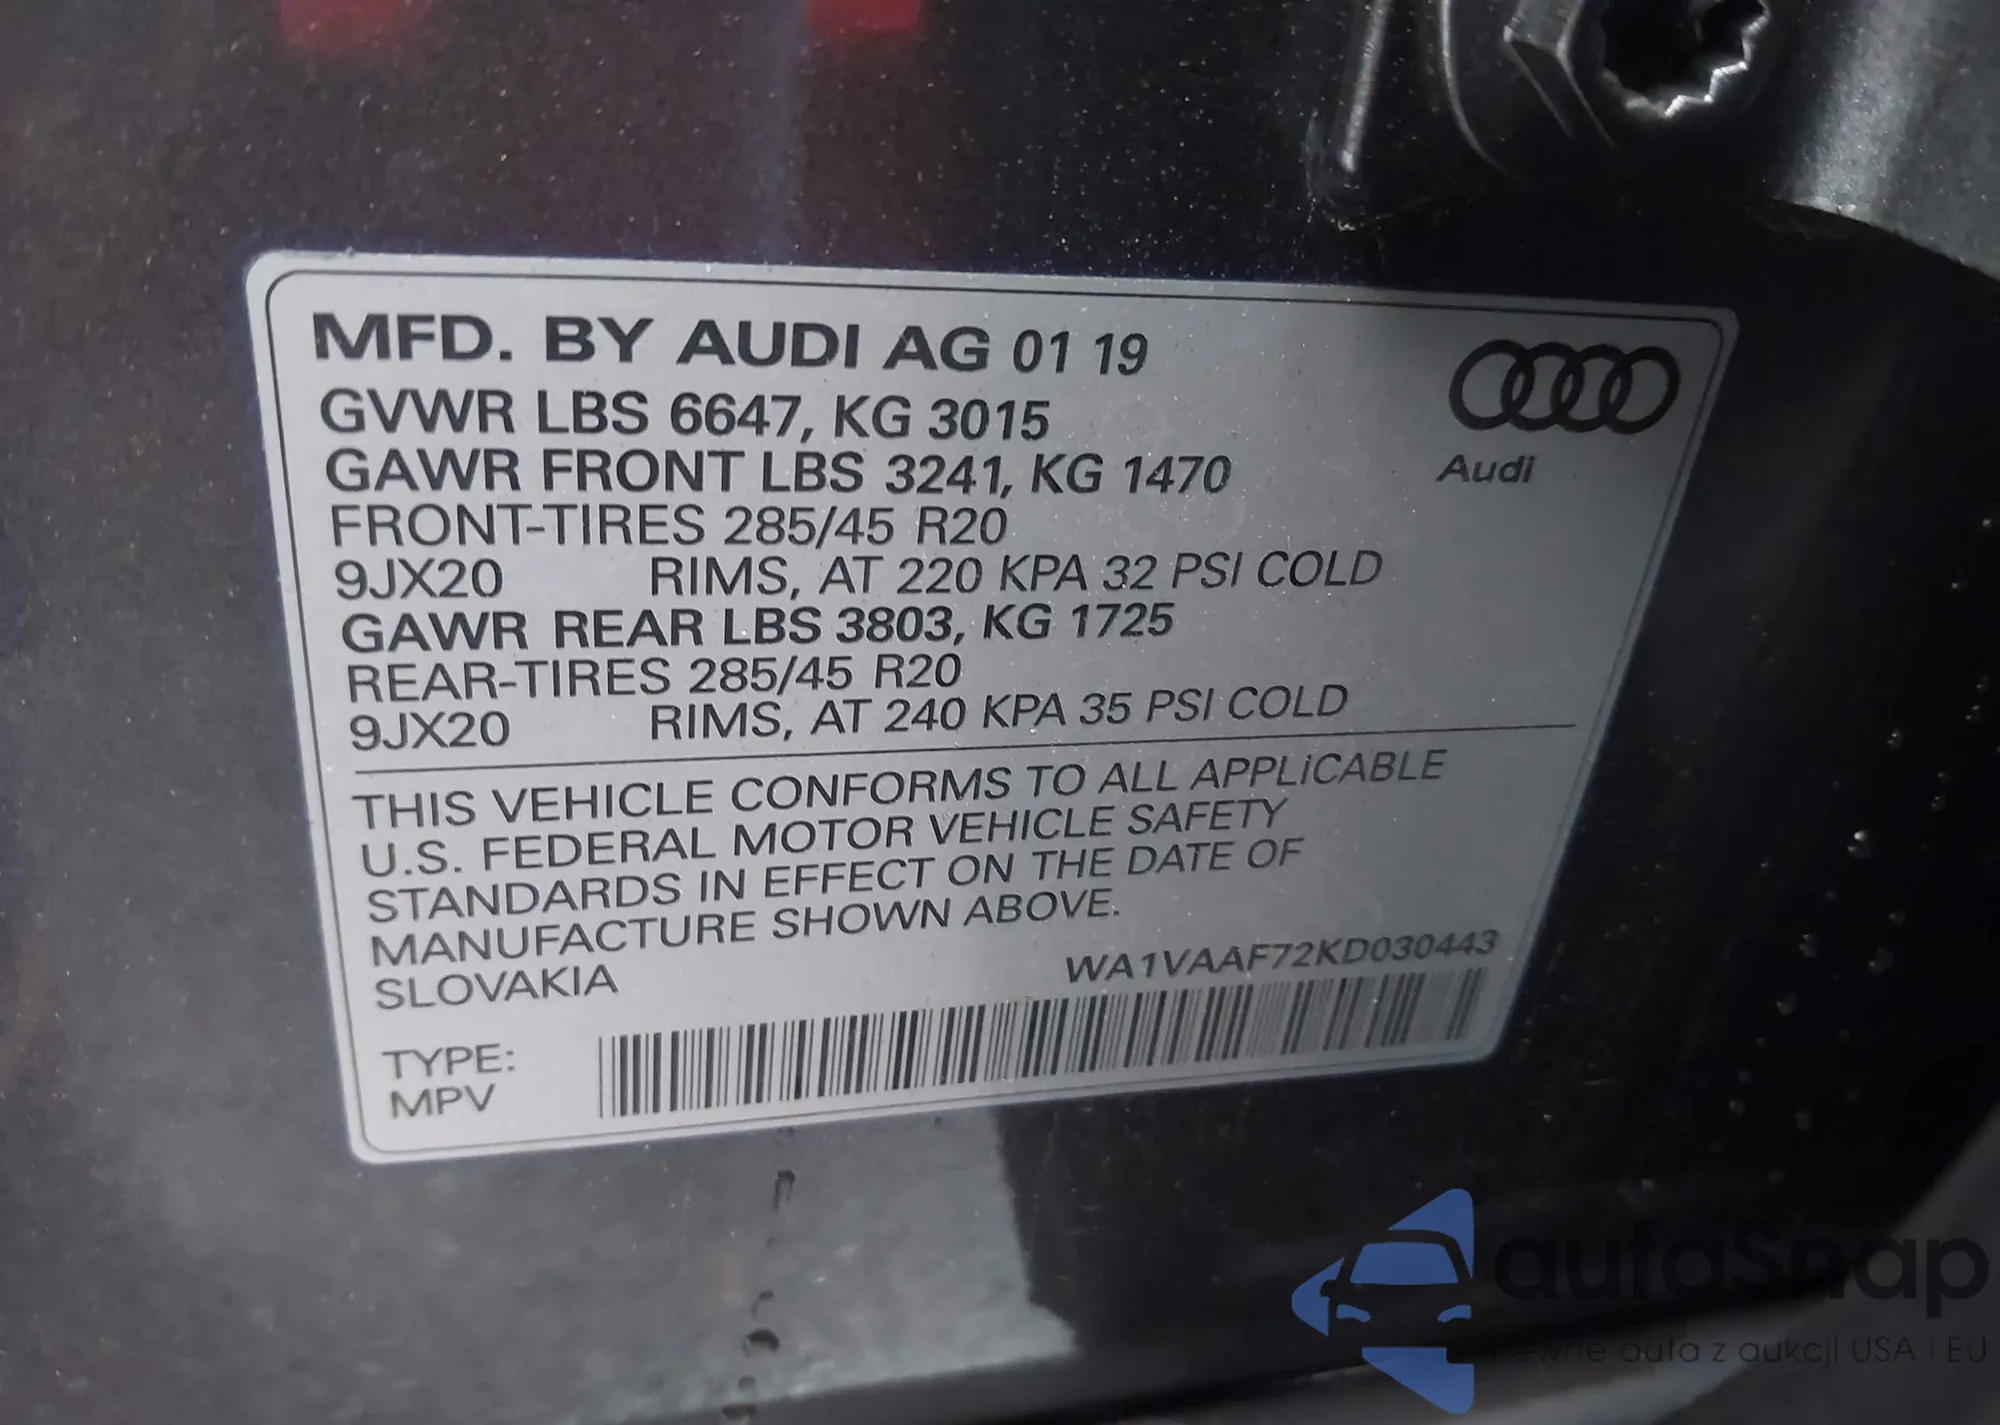 MFD. BY AUDI AG 01 19
GVWR LBS 6647, KG 3015
GAWR FRONT LBS 3241, KG 1470
FRONT-TIRES 285/45 R20
9JX20 RIMS, AT 220 KPA 32 PSI COLD
GAWR REAR LBS 3803, KG 1725
REAR-TIRES 285/45 R20
9JX20 RIMS, AT 240 KPA 35 PSI COLD
Audi
THIS VEHICLE CONFORMS TO ALL APPLICABLE
U.S. FEDERAL MOTOR VEHICLE SAFETY
STANDARDS IN EFFECT ON THE DATE OF
MANUFACTURE SHOWN ABOVE.
SLOVAKIA
WA1VAAF72KD030443
TYPE:
MPV
autaSnap
Pewne auta z aukcji USA i EU